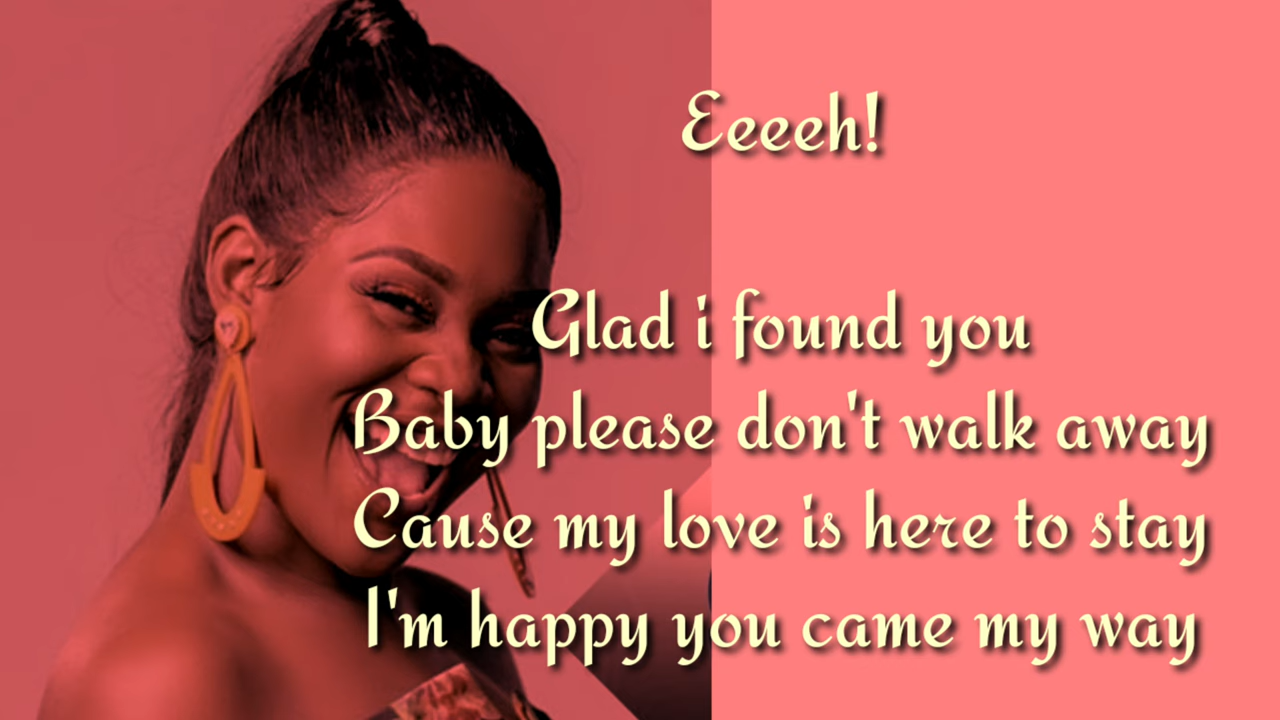 Eeeeh!
Glad i found you
Baby please don't walk away
Cause my love is here to stay
I'm happy you came my way